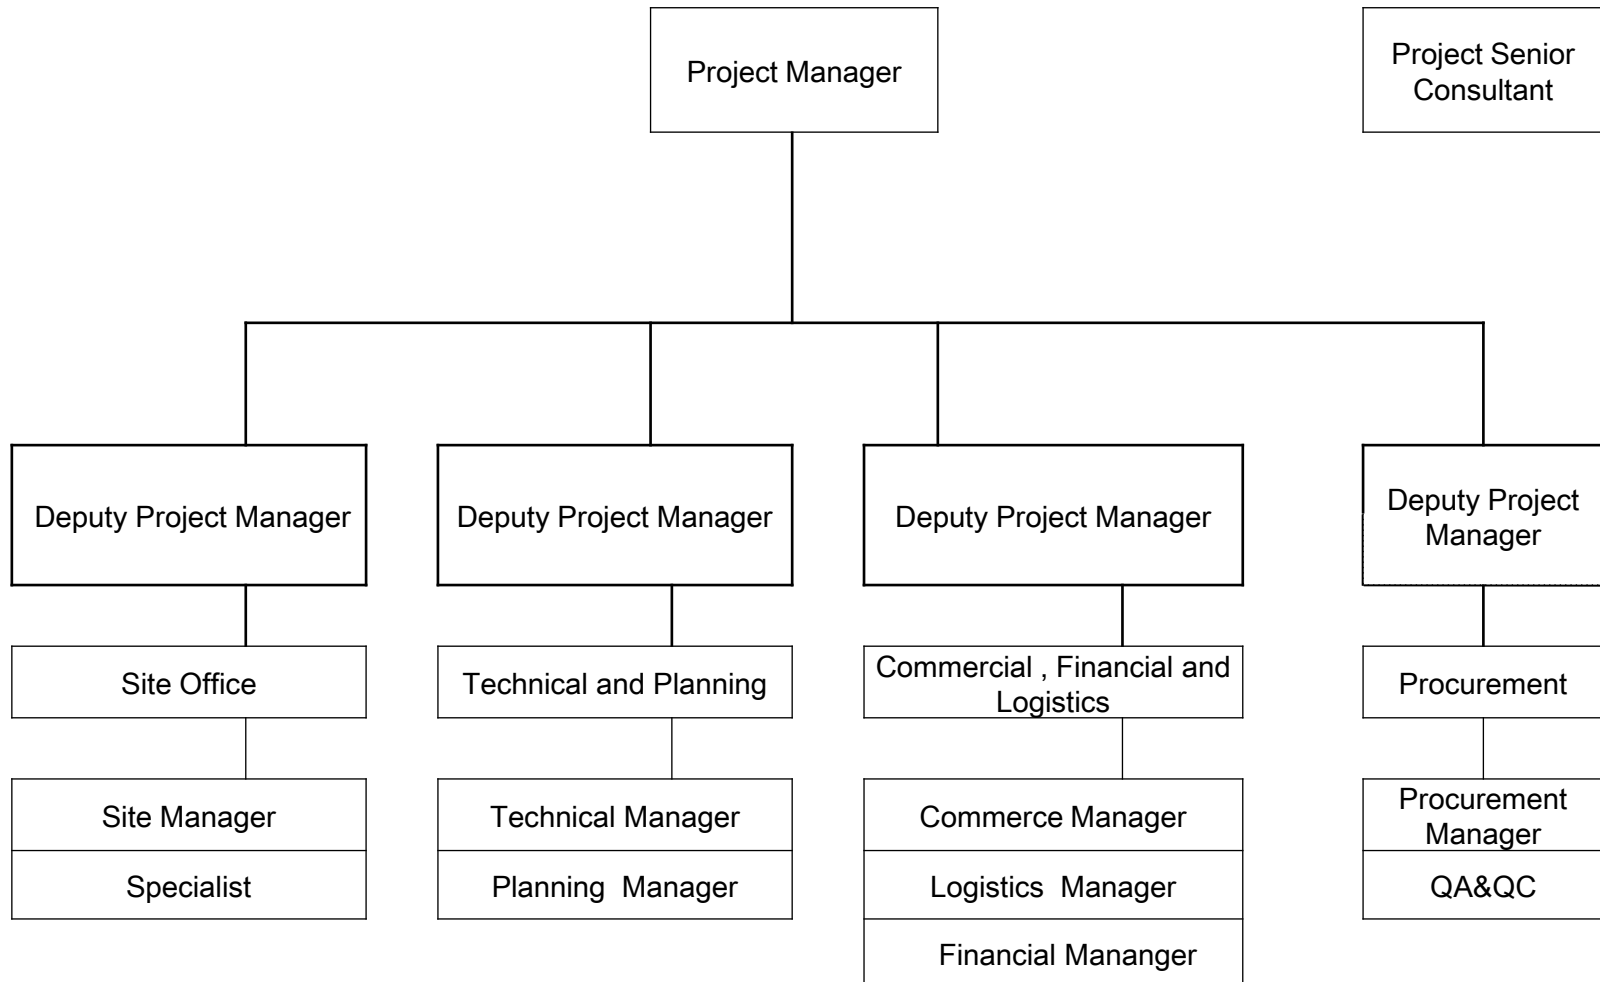 Project Manager
Project Senior
Consultant
Deputy Project Manager
Deputy Project Manager
Deputy Project Manager
Deputy Project
Manager
Site Office
Technical and Planning
Commercial , Financial and
Logistics
Procurement
Site Manager
Technical Manager
Commerce Manager
Procurement
Manager
Specialist
Planning Manager
Logistics Manager
QA&QC
Financial Mananger